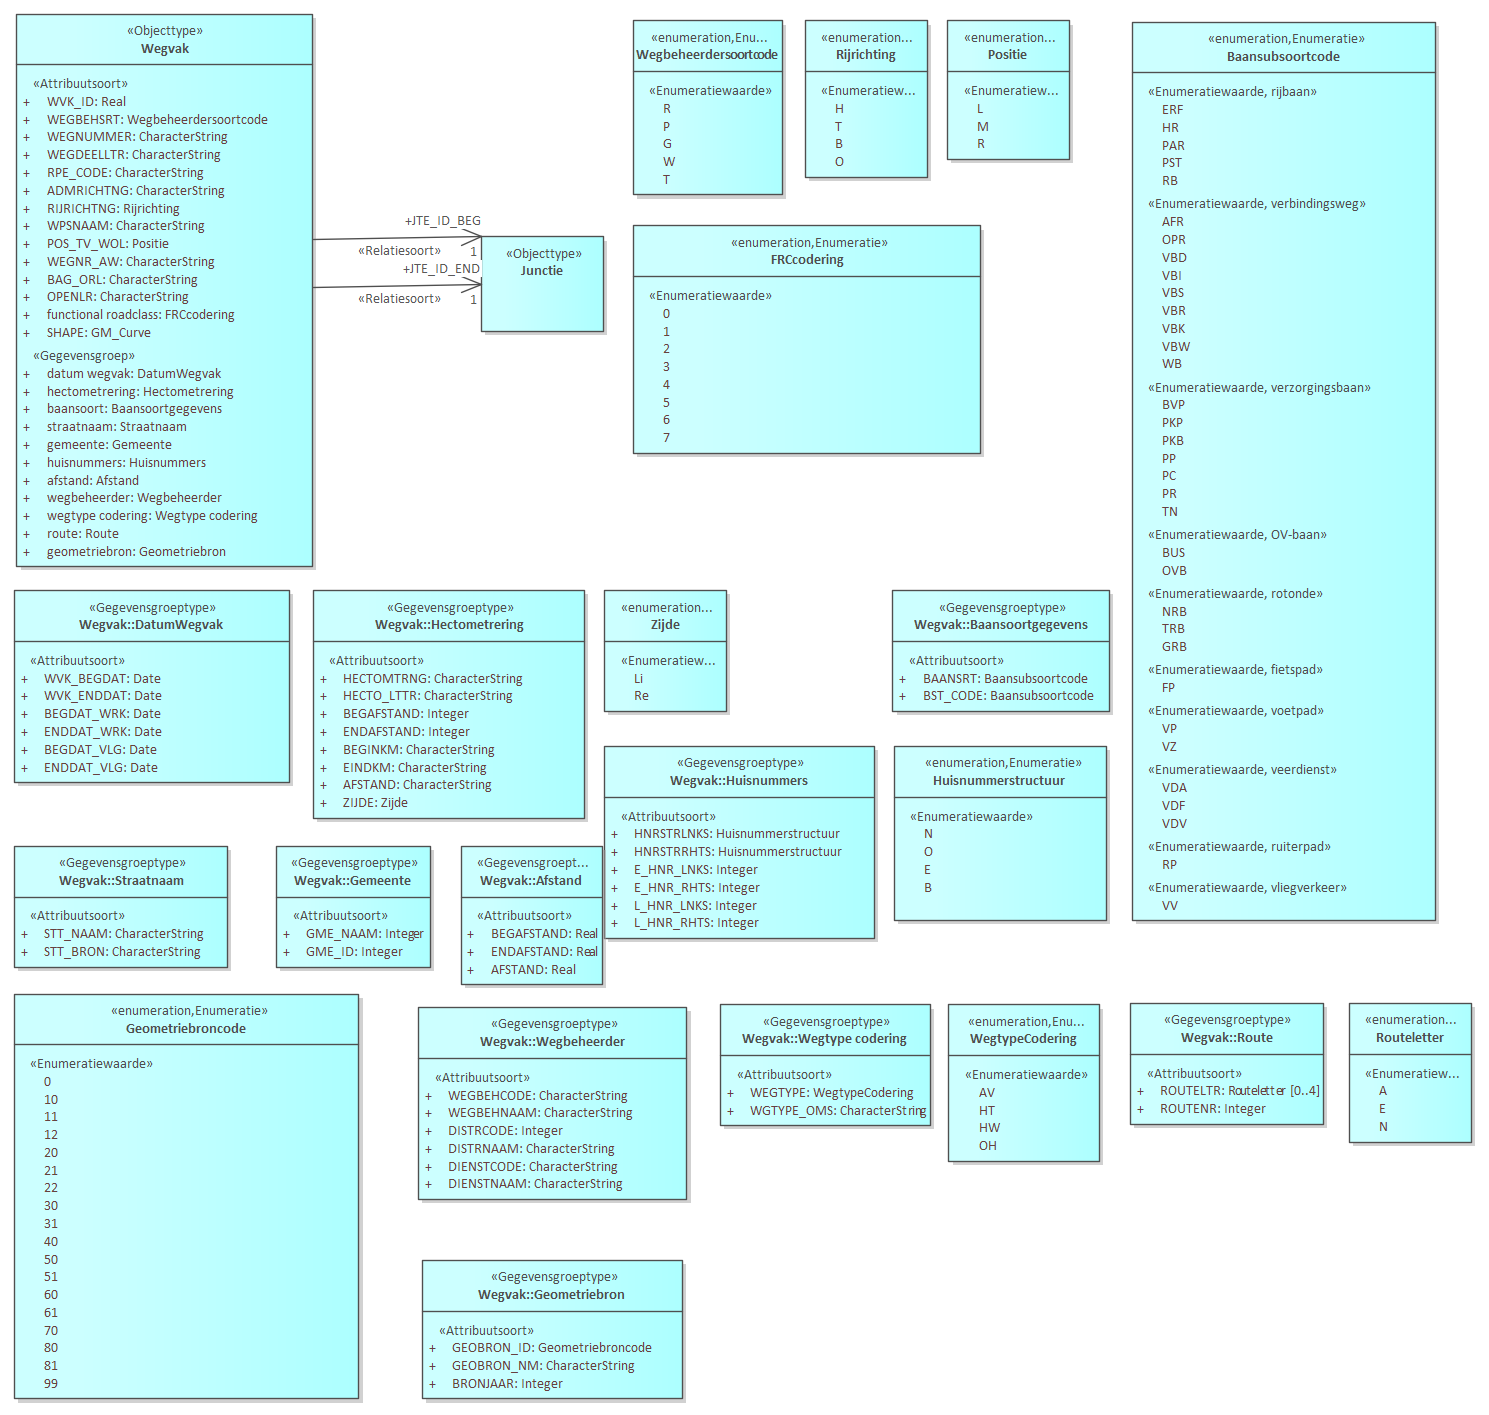 «Objecttype»
Wegvak
«Attribuutsoort»
+ WVK_ID: Real
+ WEGBEHSRT: Wegbeheerdersoortcode
+ WEGNUMMER: CharacterString
+ WEGDEELLTR: CharacterString
+ RPE_CODE: CharacterString
+ ADMRICHTNG: CharacterString
+ RIJRICHTNG: Rijrichting
+ WPSNAAM: CharacterString
+ POS_TV_WOL: Positie
+ WEGNR_AW: CharacterString
+ BAG_ORL: CharacterString
+ OPENLR: CharacterString
+ functional roadclass: FRCcodering
+ SHAPE: GM_Curve
«Gegevensgroep»
+ datum wegvak: DatumWegvak
+ hectometrering: Hectometrering
+ baansoort: Baansoortgegevens
+ straatnaam: Straatnaam
+ gemeente: Gemeente
+ huisnummers: Huisnummers
+ afstand: Afstand
+ wegbeheerder: Wegbeheerder
+ wegtype codering: Wegtype codering
+ route: Route
+ geometriebron: Geometriebron
+JTE_ID_BEG
«Relatiesoort» 1
+JTE_ID_END
«Relatiesoort» 1
«Objecttype»
Junctie
«enumeration,Enu...
Wegbeheerdersoortcode
«Enumeratiewaarde»
R
P
G
W
T
«enumeration...
Rijrichting
«Enumeratiew...
H
T
B
O
«enumeration...
Positie
«Enumeratiew...
L
M
R
«enumeration,Enumeratie»
FRCcodering
«Enumeratiewaarde»
0
1
2
3
4
5
6
7
«enumeration,Enumeratie»
Baansubsoortcode
«Enumeratiewaarde, rijbaan»
ERF
HR
PAR
PST
RB
«Enumeratiewaarde, verbindingsweg»
AFR
OPR
VBD
VBI
VBS
VBR
VBK
VBW
WB
«Enumeratiewaarde, verzorgingsbaan»
BVP
PKP
PKB
PP
PC
PR
TN
«Enumeratiewaarde, OV-baan»
BUS
OVB
«Enumeratiewaarde, rotonde»
NRB
TRB
GRB
«Enumeratiewaarde, fietspad»
FP
«Enumeratiewaarde, voetpad»
VP
VZ
«Enumeratiewaarde, veerdienst»
VDA
VDF
VDV
«Enumeratiewaarde, ruiterpad»
RP
«Enumeratiewaarde, vliegverkeer»
VV
«Gegevensgroeptype»
Wegvak::DatumWegvak
«Attribuutsoort»
+ WVK_BEGDAT: Date
+ WVK_ENDDAT: Date
+ BEGDAT_WRK: Date
+ ENDDAT_WRK: Date
+ BEGDAT_VLG: Date
+ ENDDAT_VLG: Date
«Gegevensgroeptype»
Wegvak::Hectometrering
«Attribuutsoort»
+ HECTOMTRNG: CharacterString
+ HECTO_LTTR: CharacterString
+ BEGAFSTAND: Integer
+ ENDAFSTAND: Integer
+ BEGINKM: CharacterString
+ EINDKM: CharacterString
+ AFSTAND: CharacterString
+ ZIJDE: Zijde
«enumeration...
Zijde
«Enumeratiew...
Li
Re
«Gegevensgroeptype»
Wegvak::Baansoortgegevens
«Attribuutsoort»
+ BAANSRT: Baansubsoortcode
+ BST_CODE: Baansubsoortcode
«Gegevensgroeptype»
Wegvak::Huisnummers
«Attribuutsoort»
+ HNRSTRLNKS: Huisnummerstructuur
+ HNRSTRRHTS: Huisnummerstructuur
+ E_HNR_LNKS: Integer
+ E_HNR_RHTS: Integer
+ L_HNR_LNKS: Integer
+ L_HNR_RHTS: Integer
«enumeration,Enumeratie»
Huisnummerstructuur
«Enumeratiewaarde»
N
O
E
B
«Gegevensgroeptype»
Wegvak::Straatnaam
«Attribuutsoort»
+ STT_NAAM: CharacterString
+ STT_BRON: CharacterString
«Gegevensgroeptype»
Wegvak::Gemeente
«Attribuutsoort»
+ GME_NAAM: Integer
+ GME_ID: Integer
«Gegevensgroept...
Wegvak::Afstand
«Attribuutsoort»
+ BEGAFSTAND: Real
+ ENDAFSTAND: Real
+ AFSTAND: Real
«enumeration,Enumeratie»
Geometriebroncode
«Enumeratiewaarde»
0
10
11
12
20
21
22
30
31
40
50
51
60
61
70
80
81
99
«Gegevensgroeptype»
Wegvak::Wegbeheerder
«Attribuutsoort»
+ WEGBEHCODE: CharacterString
+ WEGBEHNAAM: CharacterString
+ DISTRCODE: Integer
+ DISTRNAAM: CharacterString
+ DIENSTCODE: CharacterString
+ DIENSTNAAM: CharacterString
«Gegevensgroeptype»
Wegvak::Wegtype codering
«Attribuutsoort»
+ WEGTYPE: WegtypeCodering
+ WGTYPE_OMS: CharacterString
«enumeration,Enu...
WegtypeCodering
«Enumeratiewaarde»
AV
HT
HW
OH
«Gegevensgroeptype»
Wegvak::Route
«Attribuutsoort»
+ ROUTELTR: Routeletter [0..4]
+ ROUTENR: Integer
«enumeration...
Routeletter
«Enumeratiew...
A
E
N
«Gegevensgroeptype»
Wegvak::Geometriebron
«Attribuutsoort»
+ GEOBRON_ID: Geometriebroncode
+ GEOBRON_NM: CharacterString
+ BRONJAAR: Integer